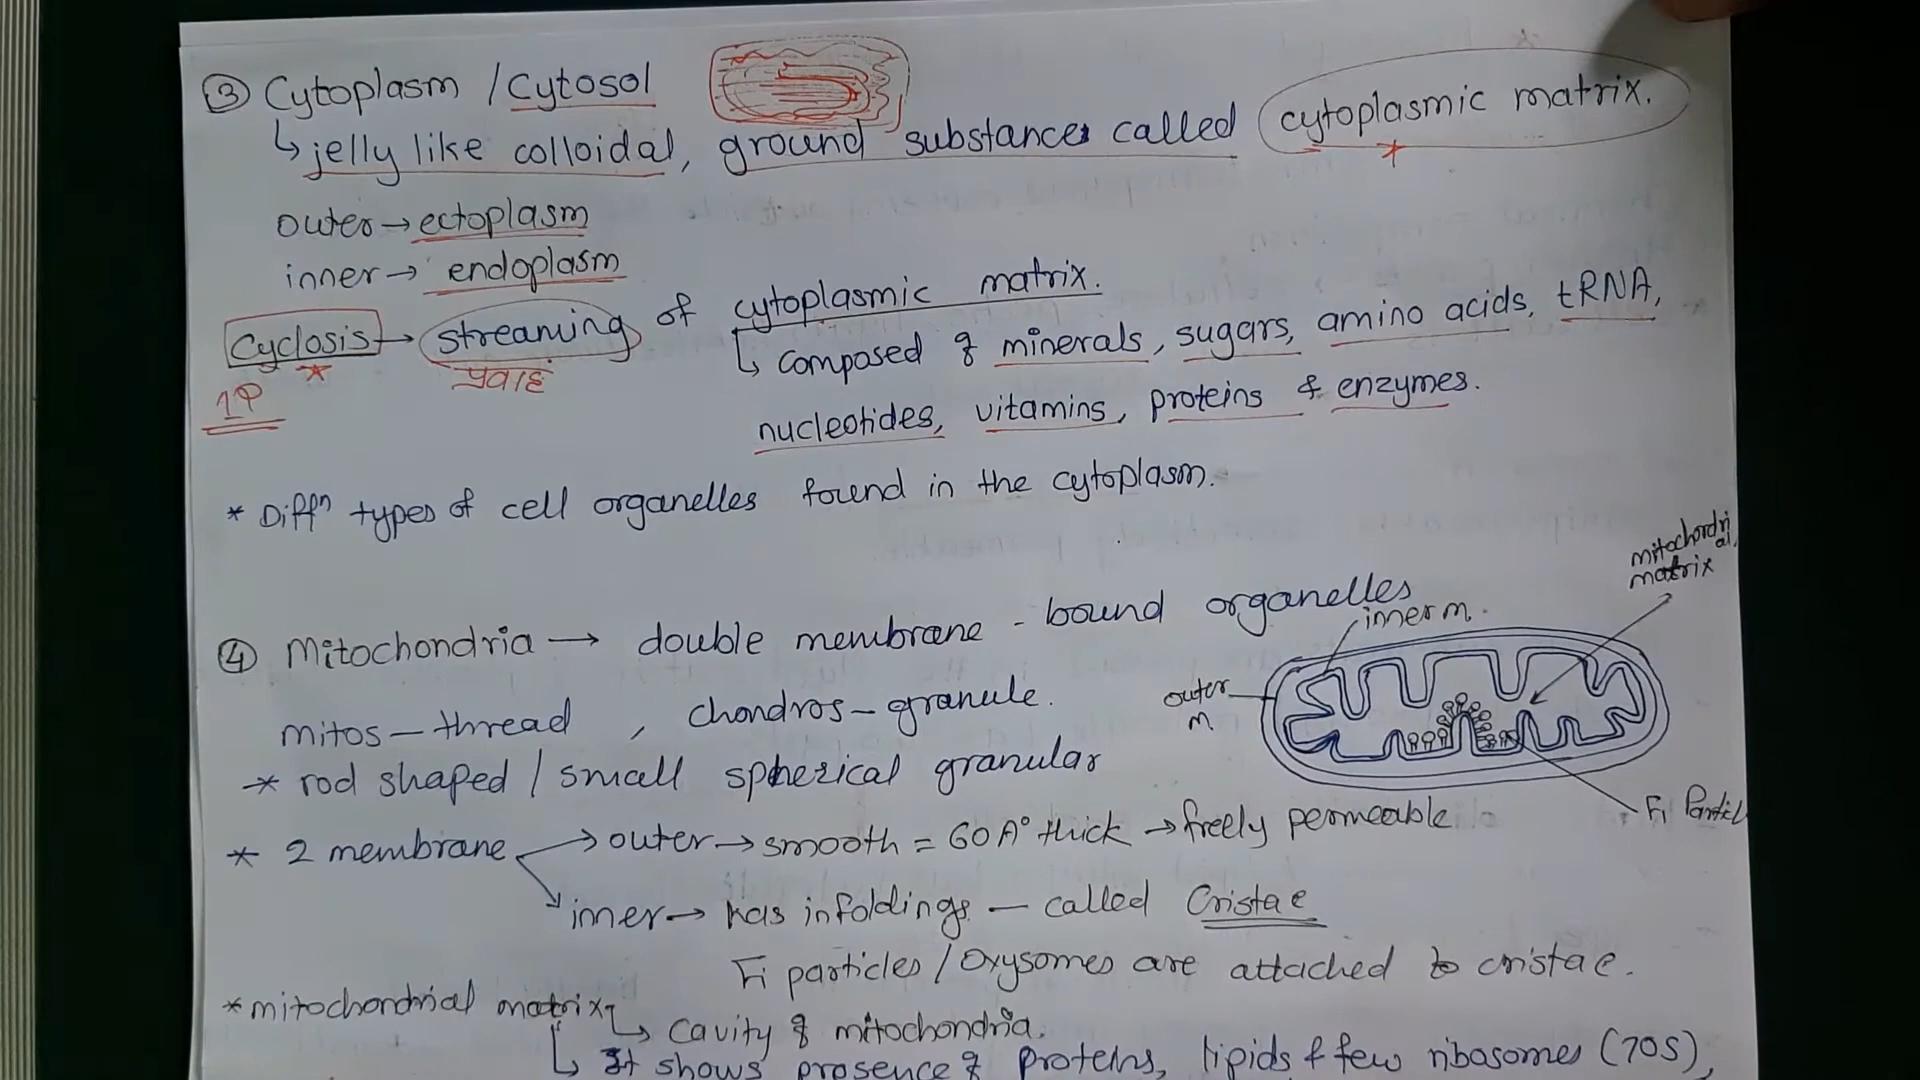 ③ Cytoplasm / Cytosol
↳ jelly like colloidal, ground substances called cytoplasmic matrix.
outer → ectoplasm
inner → endoplasm
Cyclosis → streaming of cytoplasmic matrix.
प्रवाह
1P
↳ composed of minerals, sugars, amino acids, tRNA,
nucleotides, vitamins, proteins & enzymes.
* Diffn types of cell organelles found in the cytoplasm.
④ Mitochondria → double membrane - bound organelles
mitos — thread , chondros — granule.
* rod shaped / small spherical granular
* 2 membrane → outer → smooth = 60 A° thick → freely permeable
inner → has infoldings — called Cristae
F1 particles / Oxysomes are attached to cristae.
* mitochondrial matrix ↳ cavity of mitochondria.
↳ It shows presence of proteins, lipids & few ribosomes (70S),
mitochondrial
matrix
inner m.
outer
m.
F1